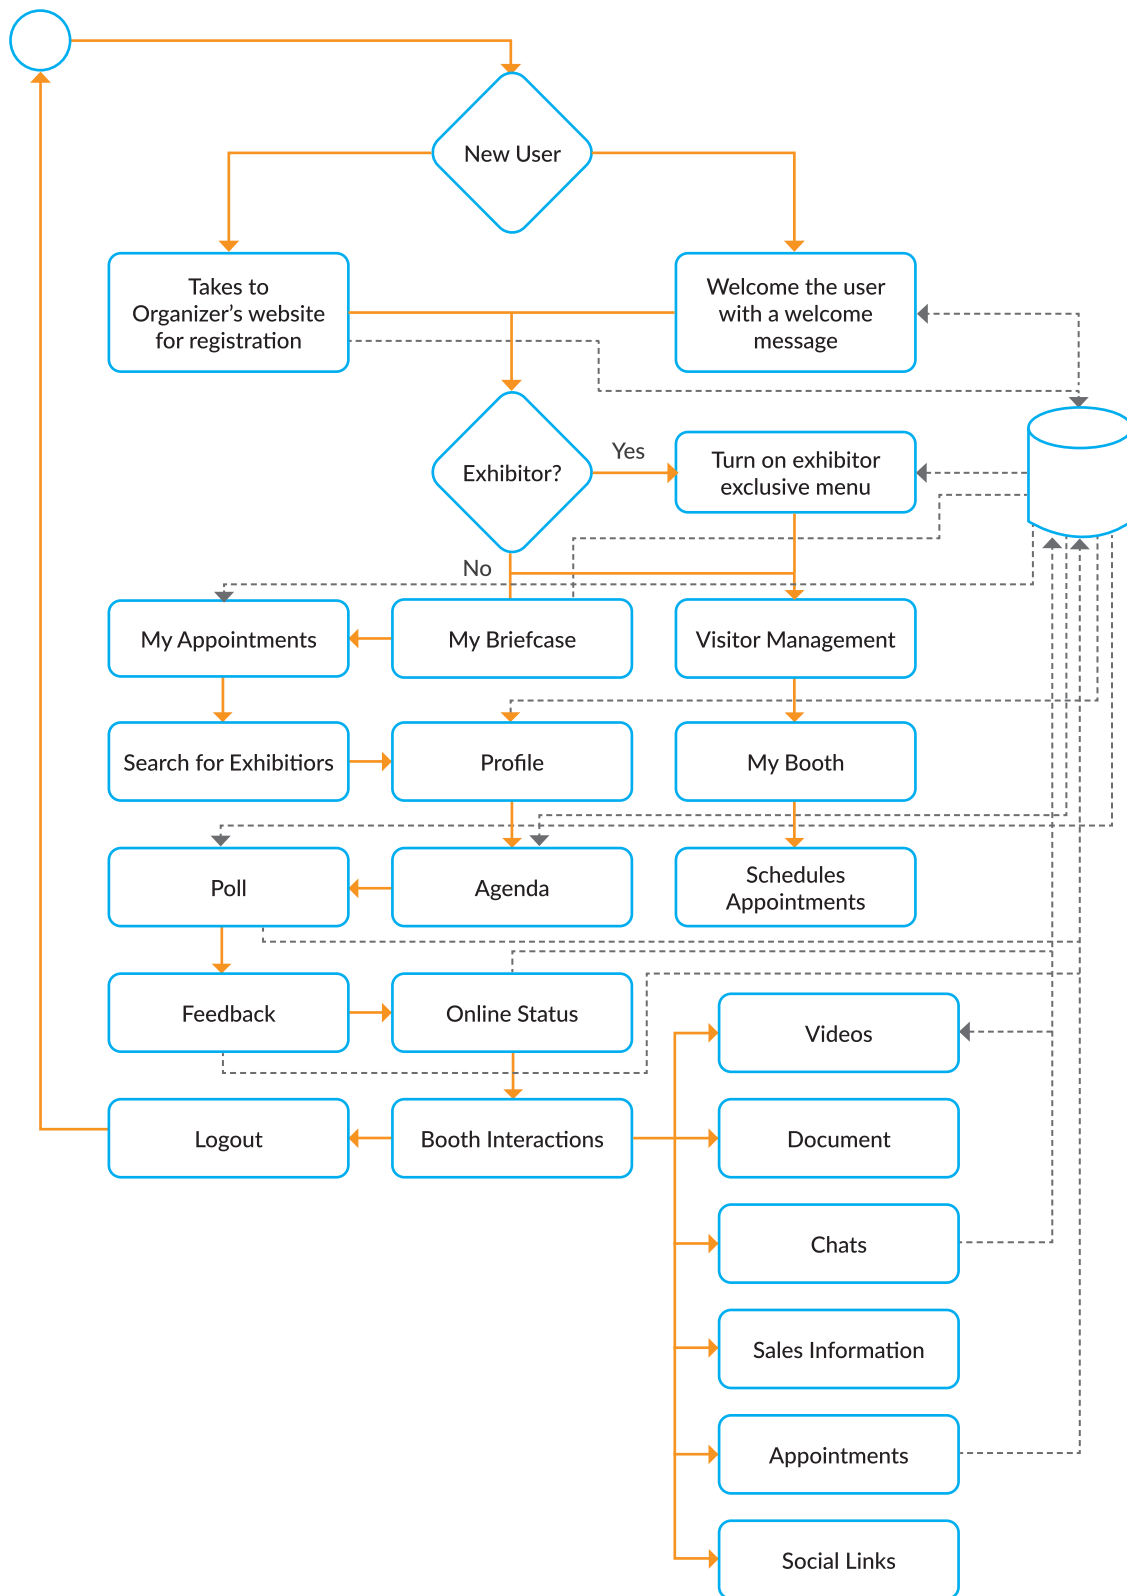 New User
Takes to
Organizer’s website
for registration
Welcome the user
with a welcome
message
Exhibitor?
Yes
Turn on exhibitor
exclusive menu
No
My Appointments
My Briefcase
Visitor Management
Search for Exhibitiors
Profile
My Booth
Poll
Agenda
Schedules
Appointments
Feedback
Online Status
Videos
Logout
Booth Interactions
Document
Chats
Sales Information
Appointments
Social Links